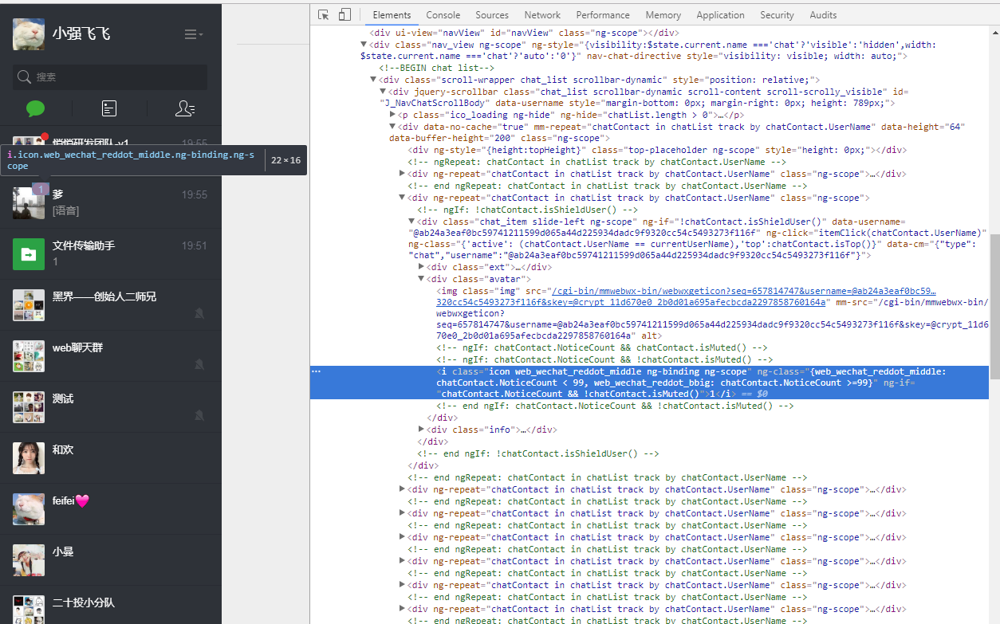 小强飞飞
搜索
悄悄研发团队-v1 19:55
i.icon.web_wechat_reddot_middle.ng-binding.ng-s
cope
22 × 16
1
爹 19:55
[语音]
文件传输助手 19:51
1
黑界——创始人二师兄
web聊天群
测试
和欢
feifei
小曼
二十投小分队
Elements Console Sources Network Performance Memory Application Security Audits
<div ui-view="navView" id="navView" class="ng-scope"></div>
▼<div class="nav_view ng-scope" ng-style="{visibility:$state.current.name ==='chat'?'visible':'hidden',width:
$state.current.name ==='chat'?'auto':'0'}" nav-chat-directive style="visibility: visible; width: auto;">
<!--BEGIN chat list-->
▼<div class="scroll-wrapper chat_list scrollbar-dynamic" style="position: relative;">
▼<div jquery-scrollbar class="chat_list scrollbar-dynamic scroll-content scroll-scrolly_visible" id=
"J_NavChatScrollBody" data-username style="margin-bottom: 0px; margin-right: 0px; height: 789px;">
▶<p class="ico_loading ng-hide" ng-hide="chatList.length > 0">…</p>
▼<div data-no-cache="true" mm-repeat="chatContact in chatList track by chatContact.UserName" data-height="64"
data-buffer-height="200" class="ng-scope">
<div ng-style="{height:topHeight}" class="top-placeholder ng-scope" style="height: 0px;"></div>
<!-- ngRepeat: chatContact in chatList track by chatContact.UserName -->
▶<div ng-repeat="chatContact in chatList track by chatContact.UserName" class="ng-scope">…</div>
<!-- end ngRepeat: chatContact in chatList track by chatContact.UserName -->
▼<div ng-repeat="chatContact in chatList track by chatContact.UserName" class="ng-scope">
<!-- ngIf: !chatContact.isShieldUser() -->
▼<div class="chat_item slide-left ng-scope" ng-if="!chatContact.isShieldUser()" data-username=
"@ab24a3eaf0bc59741211599d065a44d225934dadc9f9320cc54c5493273f116f" ng-click="itemClick(chatContact.UserName)"
ng-class="{'active': (chatContact.UserName == currentUserName),'top':chatContact.isTop()}" data-cm="{"type":
"chat","username":"@ab24a3eaf0bc59741211599d065a44d225934dadc9f9320cc54c5493273f116f"}">
▶<div class="ext">…</div>
▼<div class="avatar">
<img class="img" src="/cgi-bin/mmwebwx-bin/webwxgeticon?seq=657814747&username=@ab24a3eaf0bc59…
320cc54c5493273f116f&skey=@crypt_11d670e0_2b0d01a695afecbcda2297858760164a" mm-src="/cgi-bin/mmwebwx-bin/
webwxgeticon?
seq=657814747&username=@ab24a3eaf0bc59741211599d065a44d225934dadc9f9320cc54c5493273f116f&skey=@crypt_11d6
70e0_2b0d01a695afecbcda2297858760164a" alt>
<!-- ngIf: chatContact.NoticeCount && chatContact.isMuted() -->
<!-- ngIf: chatContact.NoticeCount && !chatContact.isMuted() -->
… <i class="icon web_wechat_reddot_middle ng-binding ng-scope" ng-class="{web_wechat_reddot_middle:
chatContact.NoticeCount < 99, web_wechat_reddot_bbig: chatContact.NoticeCount >=99}" ng-if=
"chatContact.NoticeCount && !chatContact.isMuted()">1</i> == $0
<!-- end ngIf: chatContact.NoticeCount && !chatContact.isMuted() -->
</div>
▶<div class="info">…</div>
</div>
<!-- end ngIf: !chatContact.isShieldUser() -->
</div>
<!-- end ngRepeat: chatContact in chatList track by chatContact.UserName -->
▶<div ng-repeat="chatContact in chatList track by chatContact.UserName" class="ng-scope">…</div>
<!-- end ngRepeat: chatContact in chatList track by chatContact.UserName -->
▶<div ng-repeat="chatContact in chatList track by chatContact.UserName" class="ng-scope">…</div>
<!-- end ngRepeat: chatContact in chatList track by chatContact.UserName -->
▶<div ng-repeat="chatContact in chatList track by chatContact.UserName" class="ng-scope">…</div>
<!-- end ngRepeat: chatContact in chatList track by chatContact.UserName -->
▶<div ng-repeat="chatContact in chatList track by chatContact.UserName" class="ng-scope">…</div>
<!-- end ngRepeat: chatContact in chatList track by chatContact.UserName -->
▶<div ng-repeat="chatContact in chatList track by chatContact.UserName" class="ng-scope">…</div>
<!-- end ngRepeat: chatContact in chatList track by chatContact.UserName -->
▶<div ng-repeat="chatContact in chatList track by chatContact.UserName" class="ng-scope">…</div>
<!-- end ngRepeat: chatContact in chatList track by chatContact.UserName -->